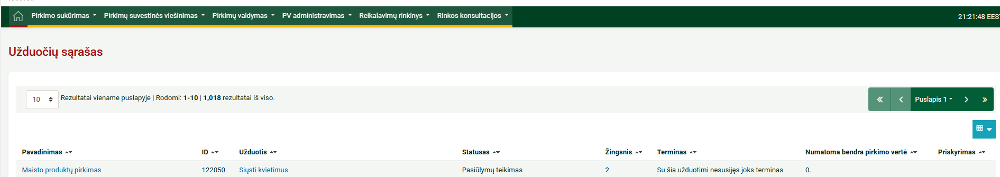 Pirkimo sukūrimas Pirkimų suvestinės viešinimas Pirkimų valdymas PV administravimas Reikalavimų rinkinys Rinkos konsultacijos 21:21:48 EEST
Užduočių sąrašas
10 Rezultatai viename puslapyje | Rodomi: 1-10 | 1,018 rezultatai iš viso. Puslapis 1
Pavadinimas ID Užduotis Statusas Žingsnis Terminas Numatoma bendra pirkimo vertė Priskyrimas
Maisto produktų pirkimas 122050 Siųsti kvietimus Pasiūlymų teikimas 2 Su šia užduotimi nesusijęs joks terminas 0.